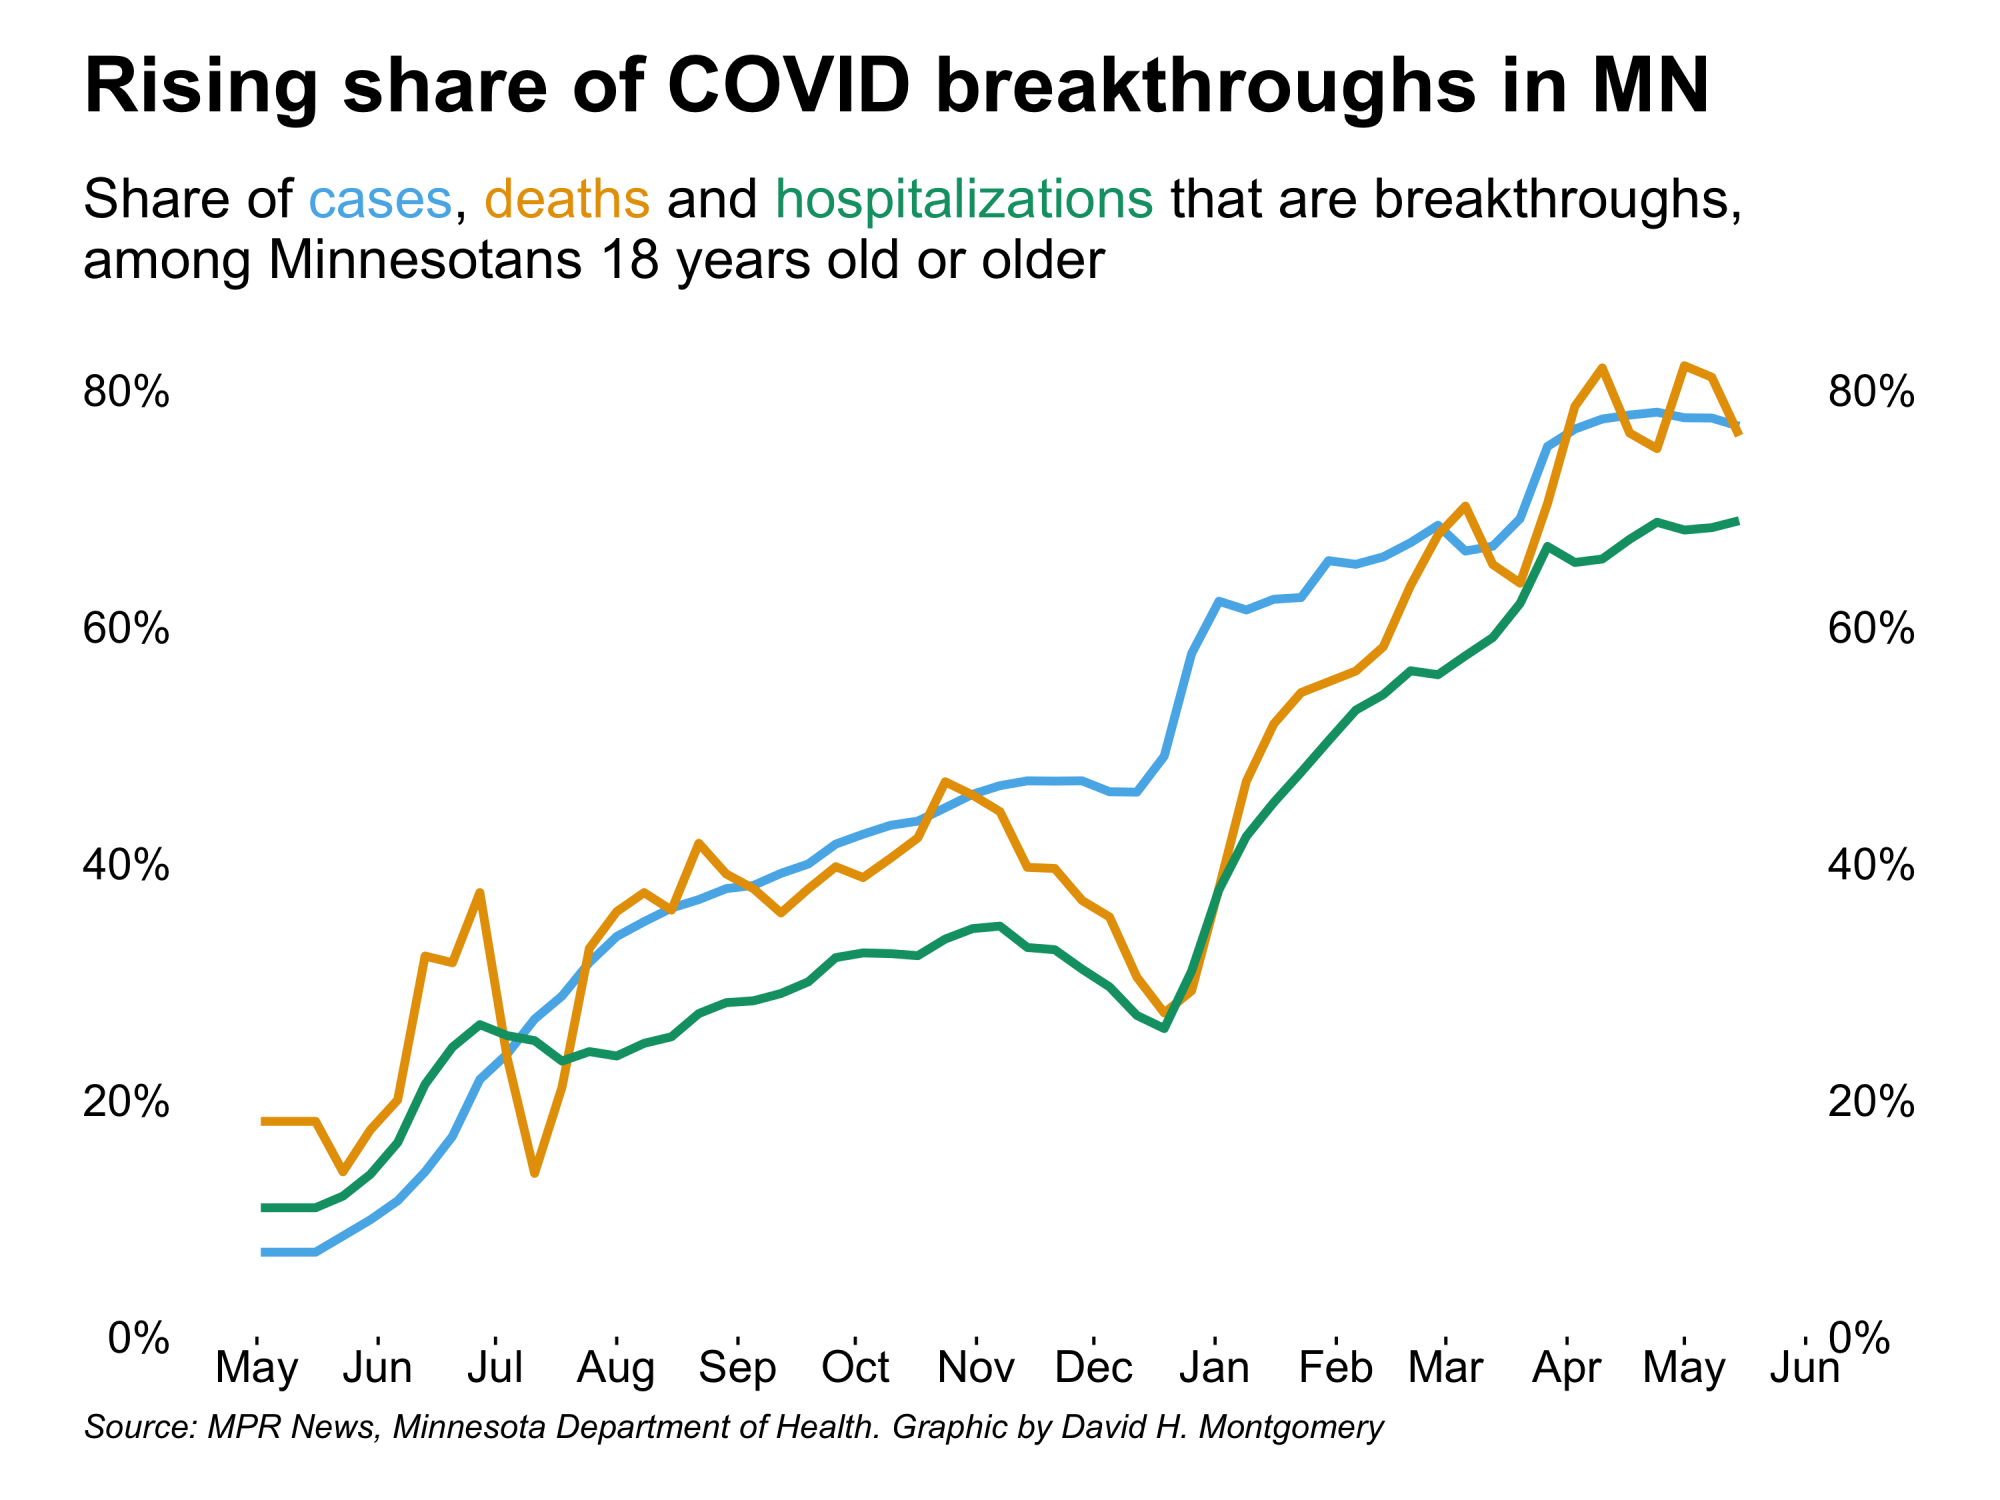 Rising share of COVID breakthroughs in MN
Share of cases, deaths and hospitalizations that are breakthroughs,
among Minnesotans 18 years old or older
80% 80%
60% 60%
40% 40%
20% 20%
0% 0%
May Jun Jul Aug Sep Oct Nov Dec Jan Feb Mar Apr May Jun
Source: MPR News, Minnesota Department of Health. Graphic by David H. Montgomery